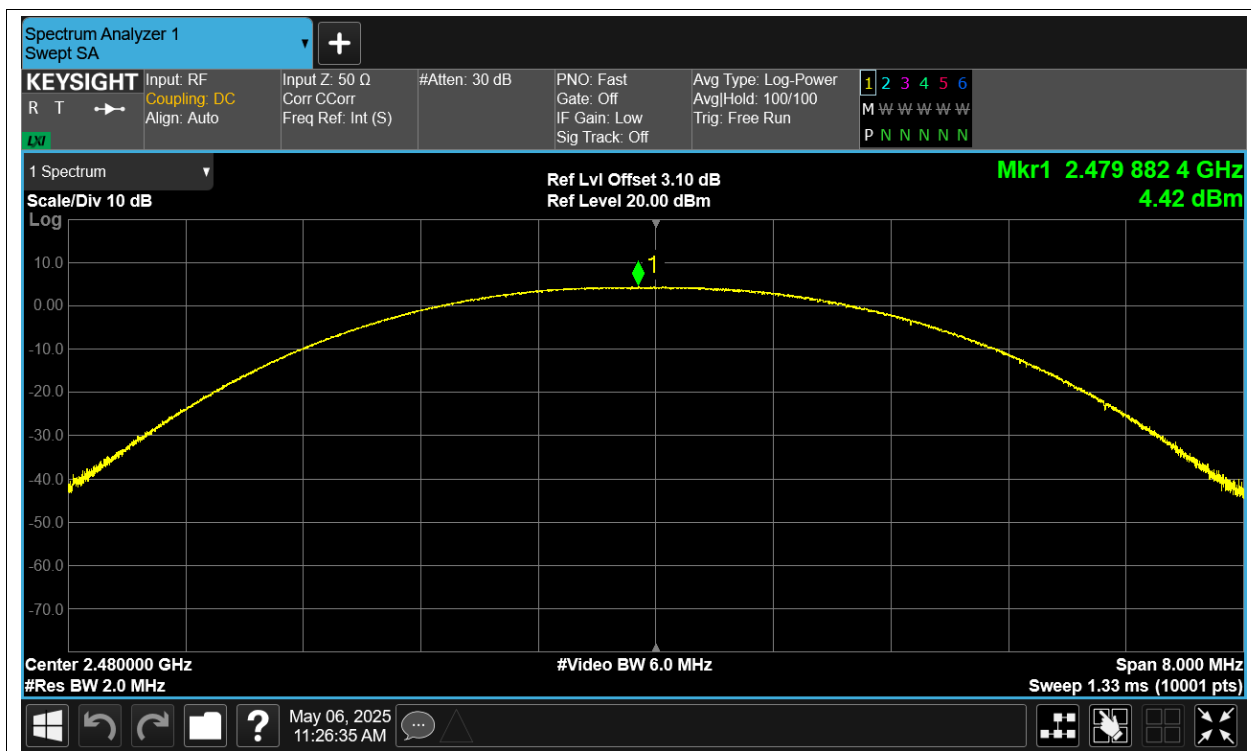 Spectrum Analyzer 1
Swept SA
KEYSIGHT
R T
LXI
Input: RF
Coupling: DC
Align: Auto
Input Z: 50 Ω
Corr CCorr
Freq Ref: Int (S)
#Atten: 30 dB
PNO: Fast
Gate: Off
IF Gain: Low
Sig Track: Off
Avg Type: Log-Power
Avg|Hold: 100/100
Trig: Free Run
1 2 3 4 5 6
M W W W W W
P N N N N N
1 Spectrum
Scale/Div 10 dB
Ref Lvl Offset 3.10 dB
Ref Level 20.00 dBm
Mkr1 2.479 882 4 GHz
4.42 dBm
Log
10.0
0.00
-10.0
-20.0
-30.0
-40.0
-50.0
-60.0
-70.0
1
Center 2.480000 GHz
#Res BW 2.0 MHz
#Video BW 6.0 MHz
Span 8.000 MHz
Sweep 1.33 ms (10001 pts)
?
May 06, 2025
11:26:35 AM